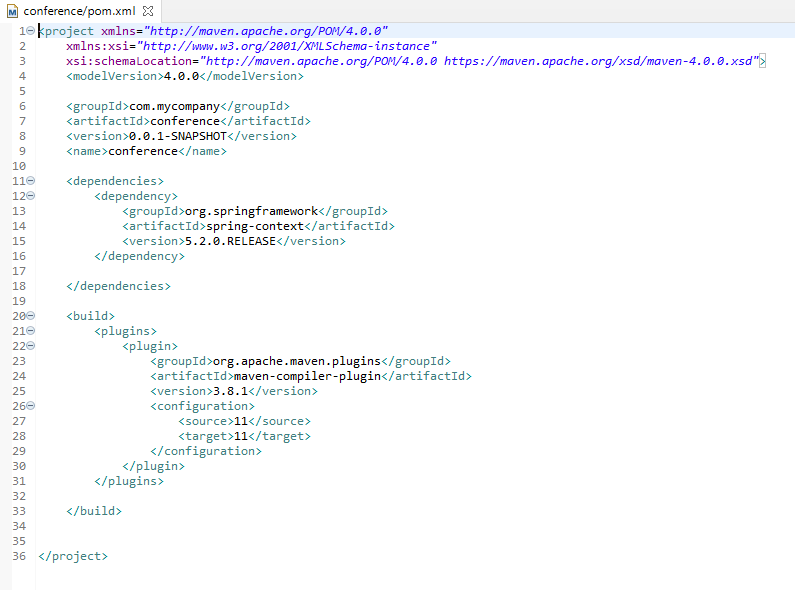 conference/pom.xml
1 <project xmlns="http://maven.apache.org/POM/4.0.0"
2     xmlns:xsi="http://www.w3.org/2001/XMLSchema-instance"
3     xsi:schemaLocation="http://maven.apache.org/POM/4.0.0 https://maven.apache.org/xsd/maven-4.0.0.xsd">
4     <modelVersion>4.0.0</modelVersion>
5
6     <groupId>com.mycompany</groupId>
7     <artifactId>conference</artifactId>
8     <version>0.0.1-SNAPSHOT</version>
9     <name>conference</name>
10
11     <dependencies>
12         <dependency>
13             <groupId>org.springframework</groupId>
14             <artifactId>spring-context</artifactId>
15             <version>5.2.0.RELEASE</version>
16         </dependency>
17
18     </dependencies>
19
20     <build>
21         <plugins>
22             <plugin>
23                 <groupId>org.apache.maven.plugins</groupId>
24                 <artifactId>maven-compiler-plugin</artifactId>
25                 <version>3.8.1</version>
26                 <configuration>
27                     <source>11</source>
28                     <target>11</target>
29                 </configuration>
30             </plugin>
31         </plugins>
32
33     </build>
34
35
36 </project>